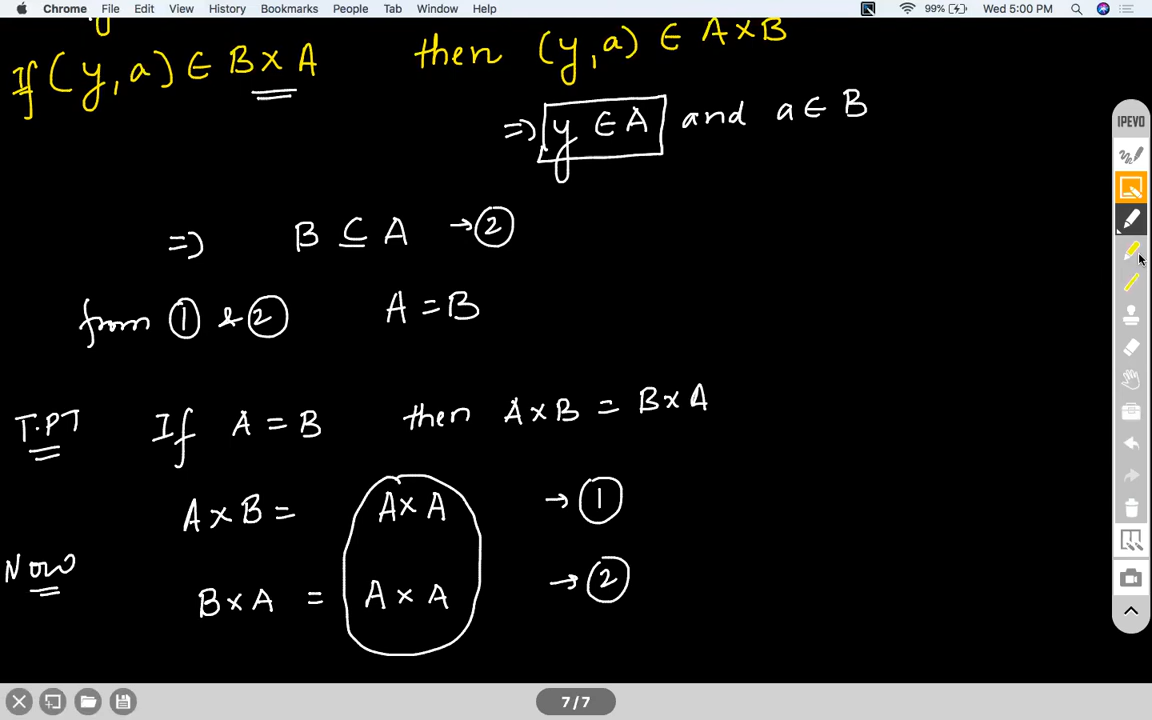 Chrome File Edit View History Bookmarks People Tab Window Help 99% Wed 5:00 PM
If (y, a) ∈ B × A then (y, a) ∈ A × B
⇒ y ∈ A and a ∈ B
IPEVO
⇒ B ⊆ A → ②
from ① & ② A = B
T.PT If A = B then A × B = B × A
A × B = A × A → ①
Now
B × A = A × A → ②
7/7